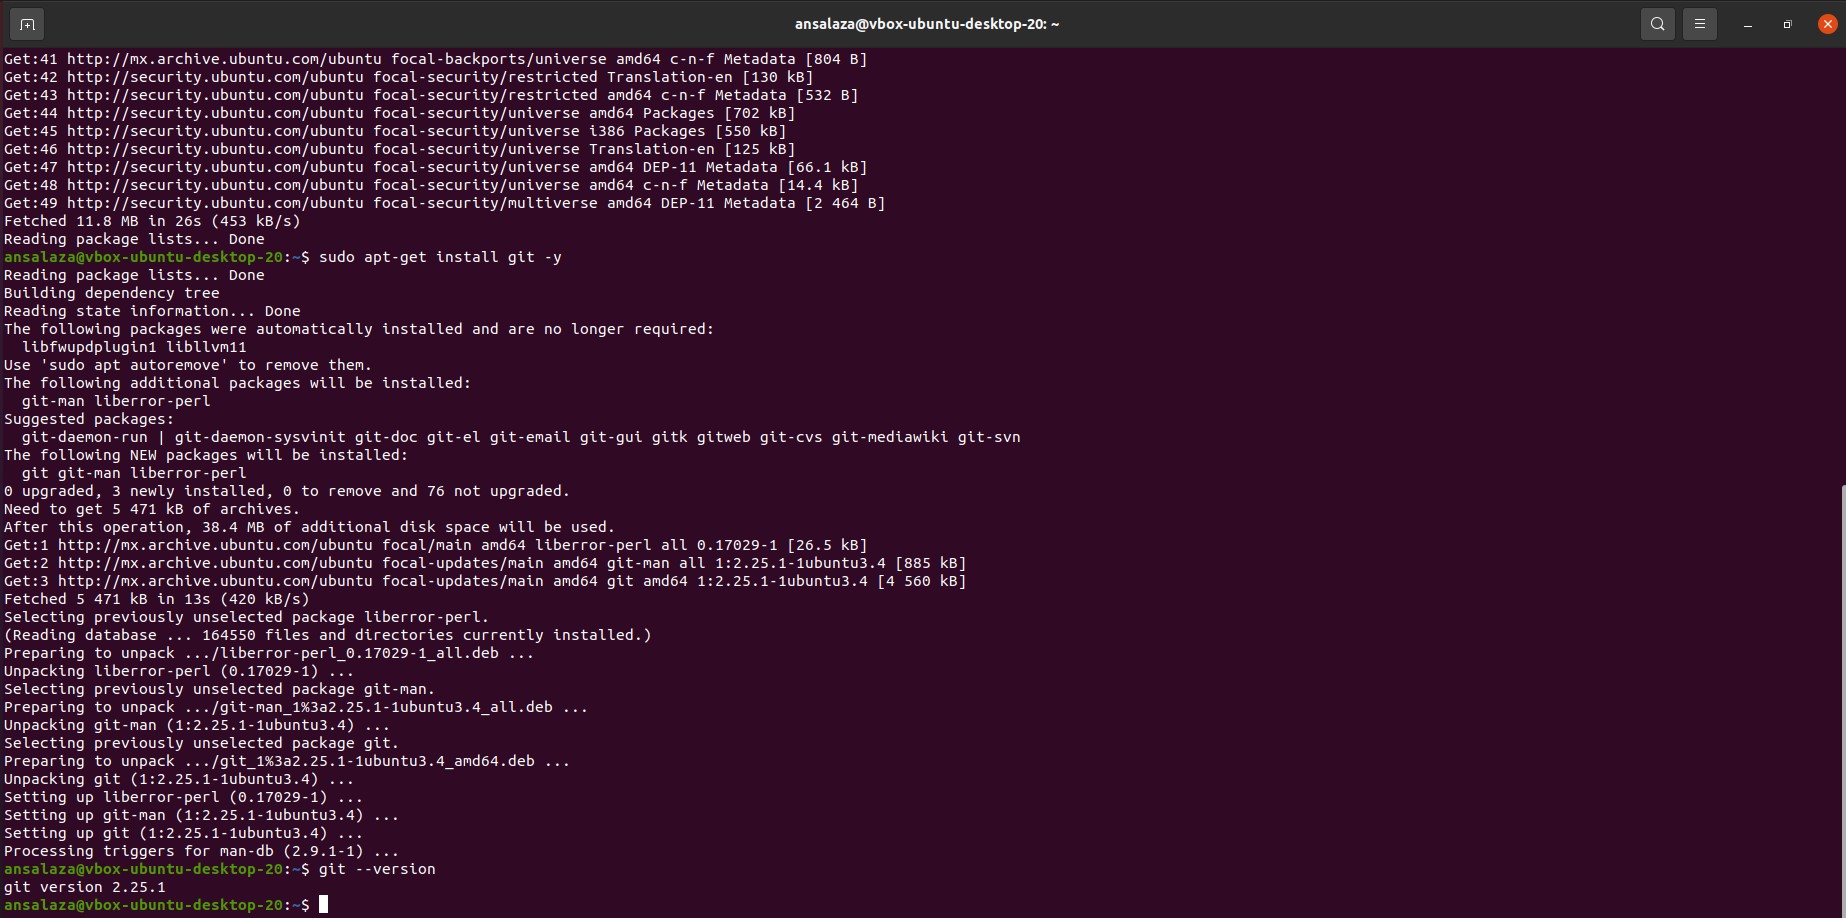 ansalaza@vbox-ubuntu-desktop-20: ~
Get:41 http://mx.archive.ubuntu.com/ubuntu focal-backports/universe amd64 c-n-f Metadata [804 B]
Get:42 http://security.ubuntu.com/ubuntu focal-security/restricted Translation-en [130 kB]
Get:43 http://security.ubuntu.com/ubuntu focal-security/restricted amd64 c-n-f Metadata [532 B]
Get:44 http://security.ubuntu.com/ubuntu focal-security/universe amd64 Packages [702 kB]
Get:45 http://security.ubuntu.com/ubuntu focal-security/universe i386 Packages [550 kB]
Get:46 http://security.ubuntu.com/ubuntu focal-security/universe Translation-en [125 kB]
Get:47 http://security.ubuntu.com/ubuntu focal-security/universe amd64 DEP-11 Metadata [66.1 kB]
Get:48 http://security.ubuntu.com/ubuntu focal-security/universe amd64 c-n-f Metadata [14.4 kB]
Get:49 http://security.ubuntu.com/ubuntu focal-security/multiverse amd64 DEP-11 Metadata [2 464 B]
Fetched 11.8 MB in 26s (453 kB/s)
Reading package lists... Done
ansalaza@vbox-ubuntu-desktop-20:~$ sudo apt-get install git -y
Reading package lists... Done
Building dependency tree
Reading state information... Done
The following packages were automatically installed and are no longer required:
  libfwupdplugin1 libllvm11
Use 'sudo apt autoremove' to remove them.
The following additional packages will be installed:
  git-man liberror-perl
Suggested packages:
  git-daemon-run | git-daemon-sysvinit git-doc git-el git-email git-gui gitk gitweb git-cvs git-mediawiki git-svn
The following NEW packages will be installed:
  git git-man liberror-perl
0 upgraded, 3 newly installed, 0 to remove and 76 not upgraded.
Need to get 5 471 kB of archives.
After this operation, 38.4 MB of additional disk space will be used.
Get:1 http://mx.archive.ubuntu.com/ubuntu focal/main amd64 liberror-perl all 0.17029-1 [26.5 kB]
Get:2 http://mx.archive.ubuntu.com/ubuntu focal-updates/main amd64 git-man all 1:2.25.1-1ubuntu3.4 [885 kB]
Get:3 http://mx.archive.ubuntu.com/ubuntu focal-updates/main amd64 git amd64 1:2.25.1-1ubuntu3.4 [4 560 kB]
Fetched 5 471 kB in 13s (420 kB/s)
Selecting previously unselected package liberror-perl.
(Reading database ... 164550 files and directories currently installed.)
Preparing to unpack .../liberror-perl_0.17029-1_all.deb ...
Unpacking liberror-perl (0.17029-1) ...
Selecting previously unselected package git-man.
Preparing to unpack .../git-man_1%3a2.25.1-1ubuntu3.4_all.deb ...
Unpacking git-man (1:2.25.1-1ubuntu3.4) ...
Selecting previously unselected package git.
Preparing to unpack .../git_1%3a2.25.1-1ubuntu3.4_amd64.deb ...
Unpacking git (1:2.25.1-1ubuntu3.4) ...
Setting up liberror-perl (0.17029-1) ...
Setting up git-man (1:2.25.1-1ubuntu3.4) ...
Setting up git (1:2.25.1-1ubuntu3.4) ...
Processing triggers for man-db (2.9.1-1) ...
ansalaza@vbox-ubuntu-desktop-20:~$ git --version
git version 2.25.1
ansalaza@vbox-ubuntu-desktop-20:~$